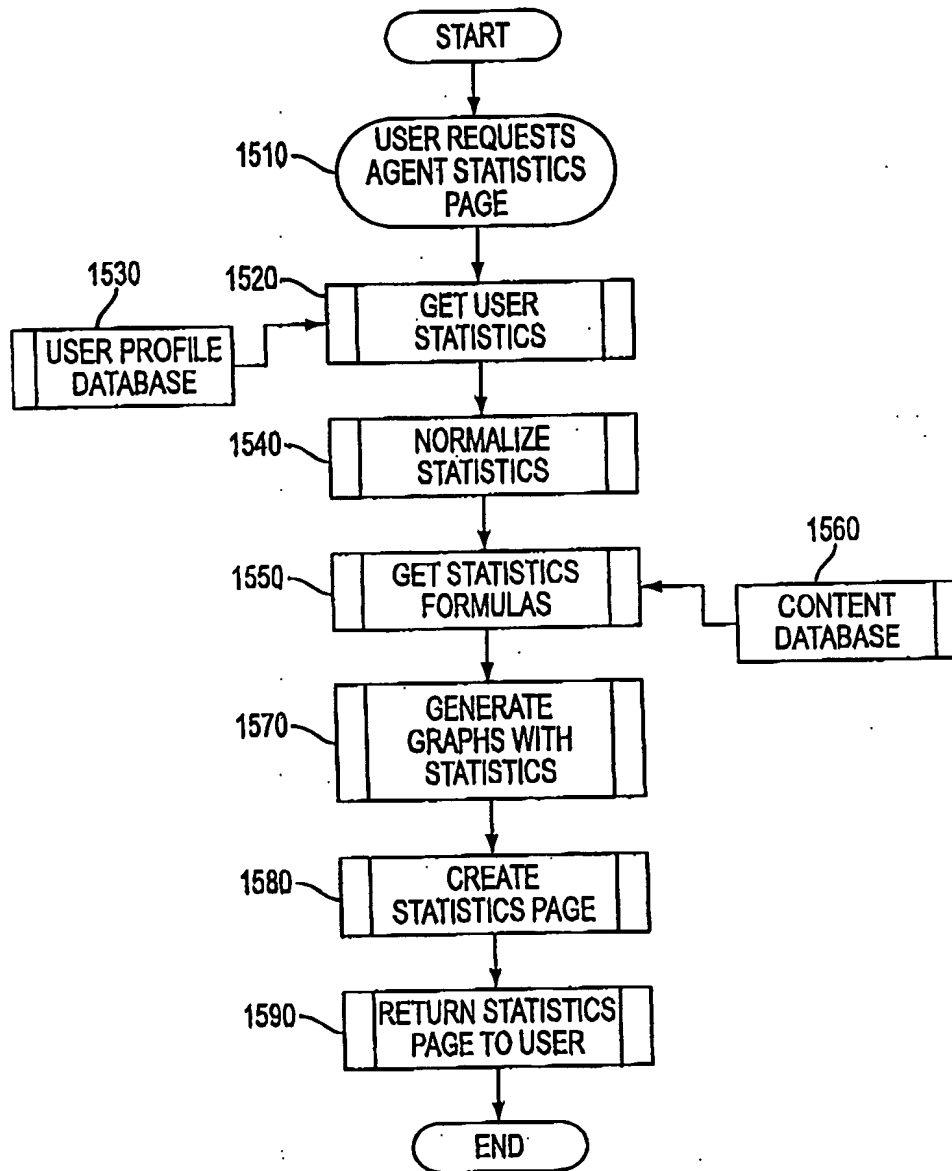 START
1510
USER REQUESTS
AGENT STATISTICS
PAGE
1530
USER PROFILE
DATABASE
1520
GET USER
STATISTICS
1540
NORMALIZE
STATISTICS
1550
GET STATISTICS
FORMULAS
1560
CONTENT
DATABASE
1570
GENERATE
GRAPHS WITH
STATISTICS
1580
CREATE
STATISTICS PAGE
1590
RETURN STATISTICS
PAGE TO USER
END